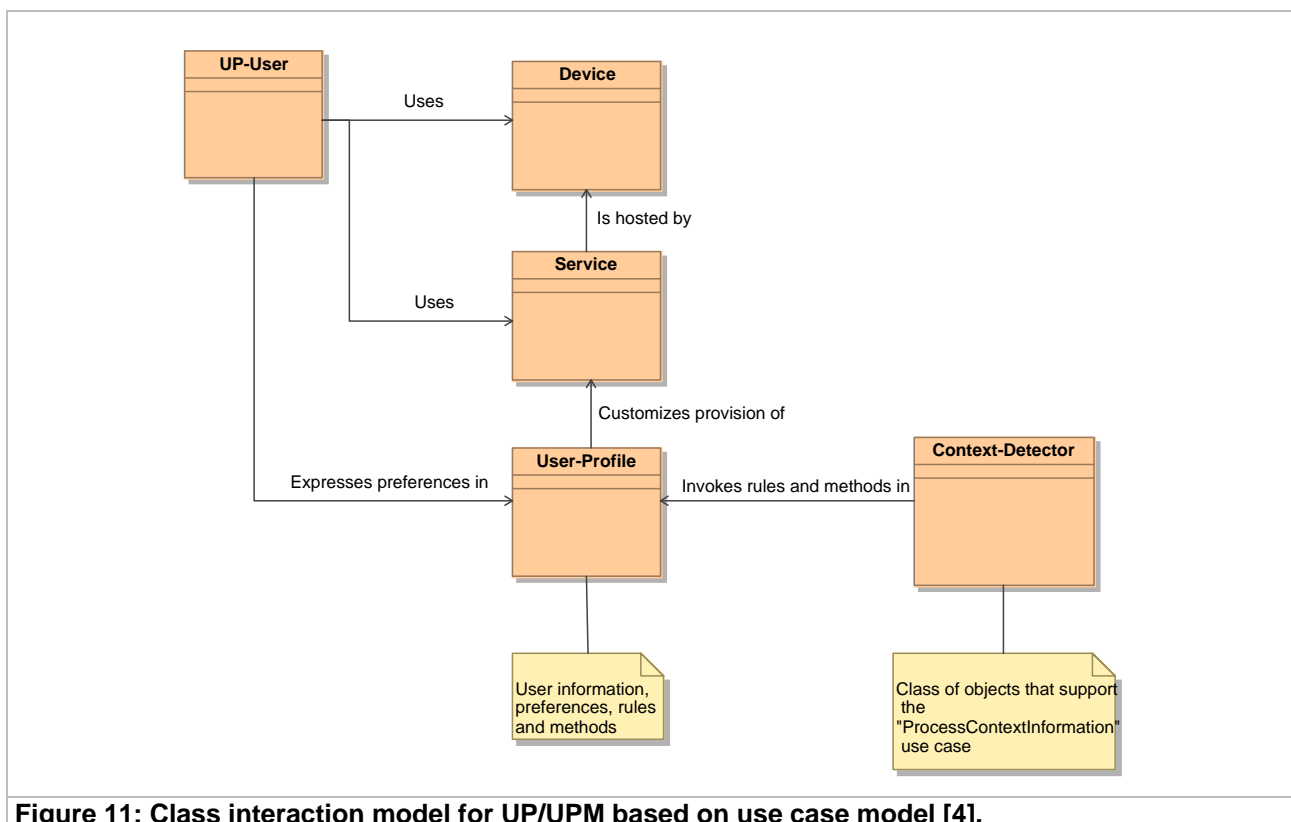 UP-User
Device
Uses
Is hosted by
Service
Uses
Customizes provision of
User-Profile
Context-Detector
Expresses preferences in
Invokes rules and methods in
User information,
preferences, rules
and methods
Class of objects that support
the
"ProcessContextInformation"
use case
Figure 11: Class interaction model for UP/UPM based on use case model [4].